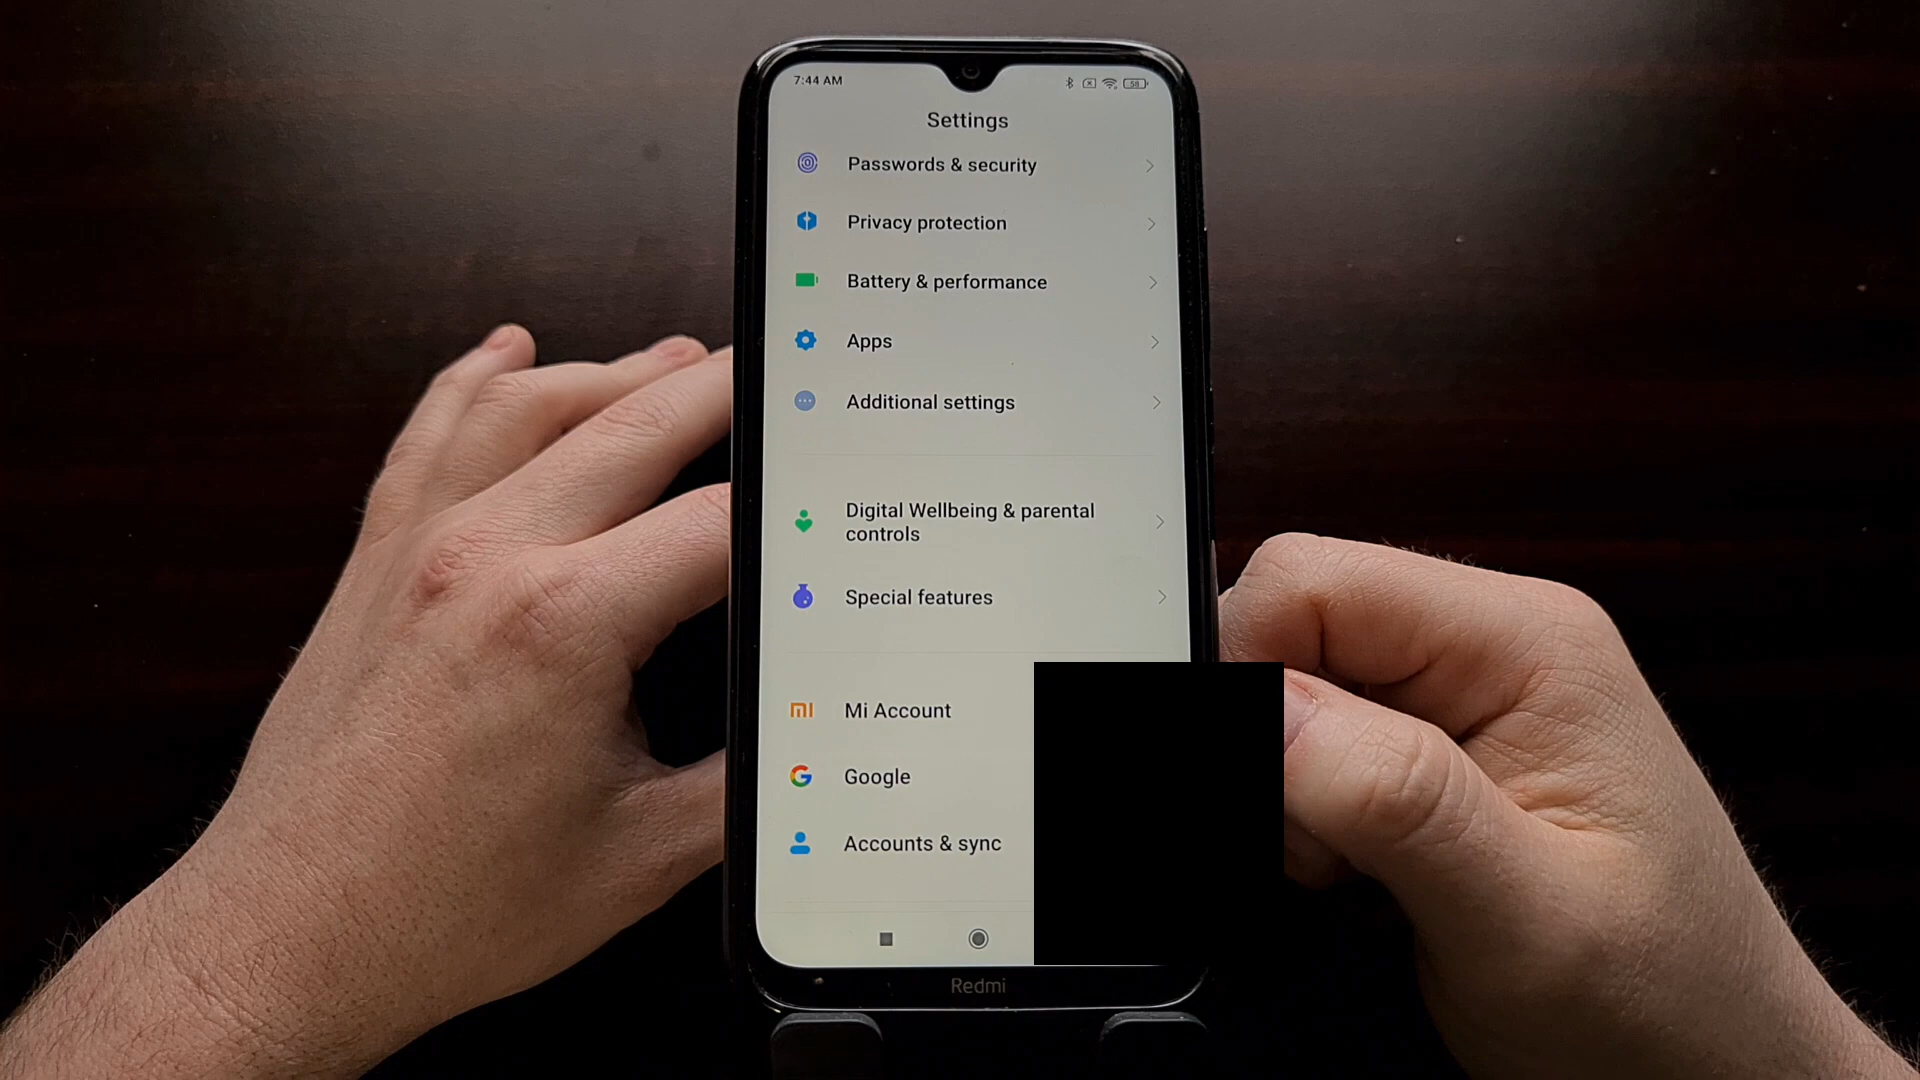 7:44 AM
58
Settings
Passwords & security
Privacy protection
Battery & performance
Apps
Additional settings
Digital Wellbeing & parental
controls
Special features
Mi Account
Google
Accounts & sync
Redmi